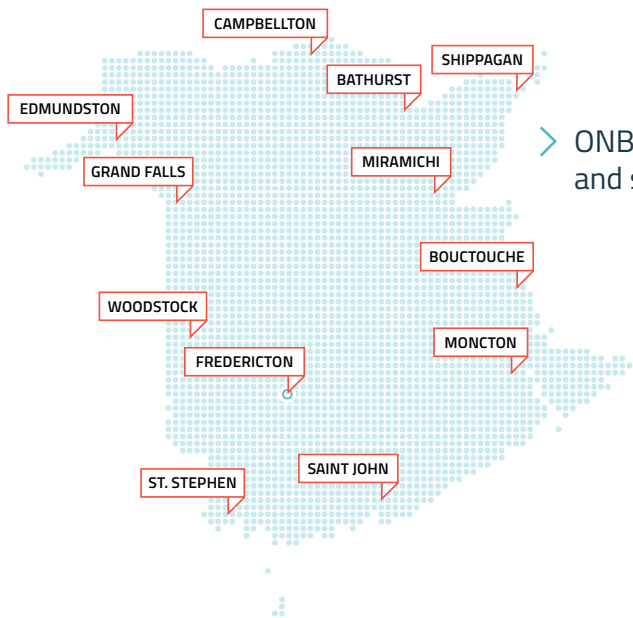 CAMPBELLTON
SHIPPAGAN
BATHURST
EDMUNDSTON
ONB
and
MIRAMICHI
GRAND FALLS
BOUCTOUCHE
WOODSTOCK
MONCTON
FREDERICTON
SAINT JOHN
ST. STEPHEN